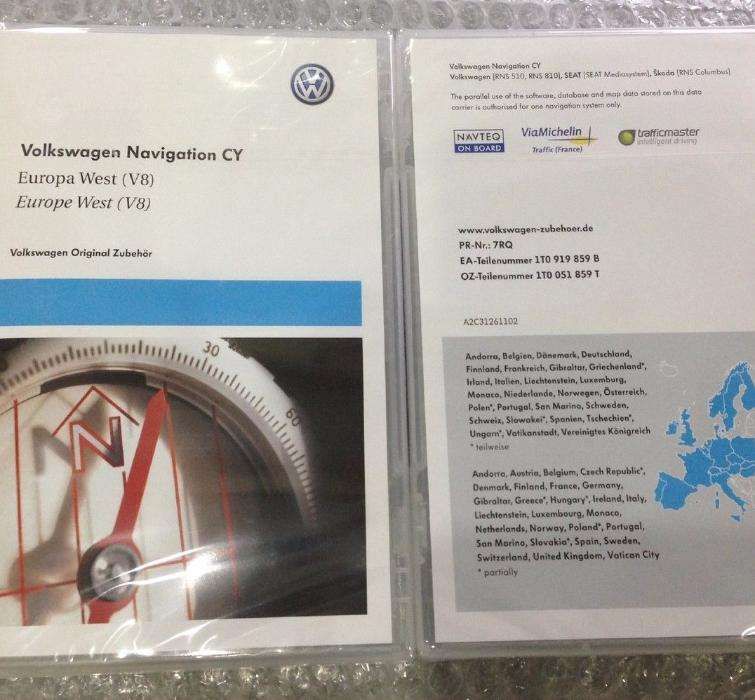 Volkswagen Navigation CY
Europa West (V8)
Europe West (V8)
Volkswagen Original Zubehör
30
60
N
Volkswagen Navigation CY
Volkswagen (RNS 510, RNS 810), SEAT (SEAT Mediasystem), Škoda (RNS Columbus)
The parallel use of the software, database and map data stored on this data
carrier is authorised for one navigation system only.
NAVTEQ
ON BOARD
ViaMichelin
Traffic (France)
trafficmaster
intelligent driving
www.volkswagen-zubehoer.de
PR-Nr.: 7RQ
EA-Teilenummer 1T0 919 859 B
OZ-Teilenummer 1T0 051 859 T
A2C31261102
Andorra, Belgien, Dänemark, Deutschland,
Finnland, Frankreich, Gibraltar, Griechenland*,
Irland, Italien, Liechtenstein, Luxemburg,
Monaco, Niederlande, Norwegen, Österreich,
Polen*, Portugal, San Marino, Schweden,
Schweiz, Slowakei*, Spanien, Tschechien*,
Ungarn*, Vatikanstadt, Vereinigtes Königreich
* teilweise
Andorra, Austria, Belgium, Czech Republic*,
Denmark, Finland, France, Germany,
Gibraltar, Greece*, Hungary*, Ireland, Italy,
Liechtenstein, Luxembourg, Monaco,
Netherlands, Norway, Poland*, Portugal,
San Marino, Slovakia*, Spain, Sweden,
Switzerland, United Kingdom, Vatican City
* partially